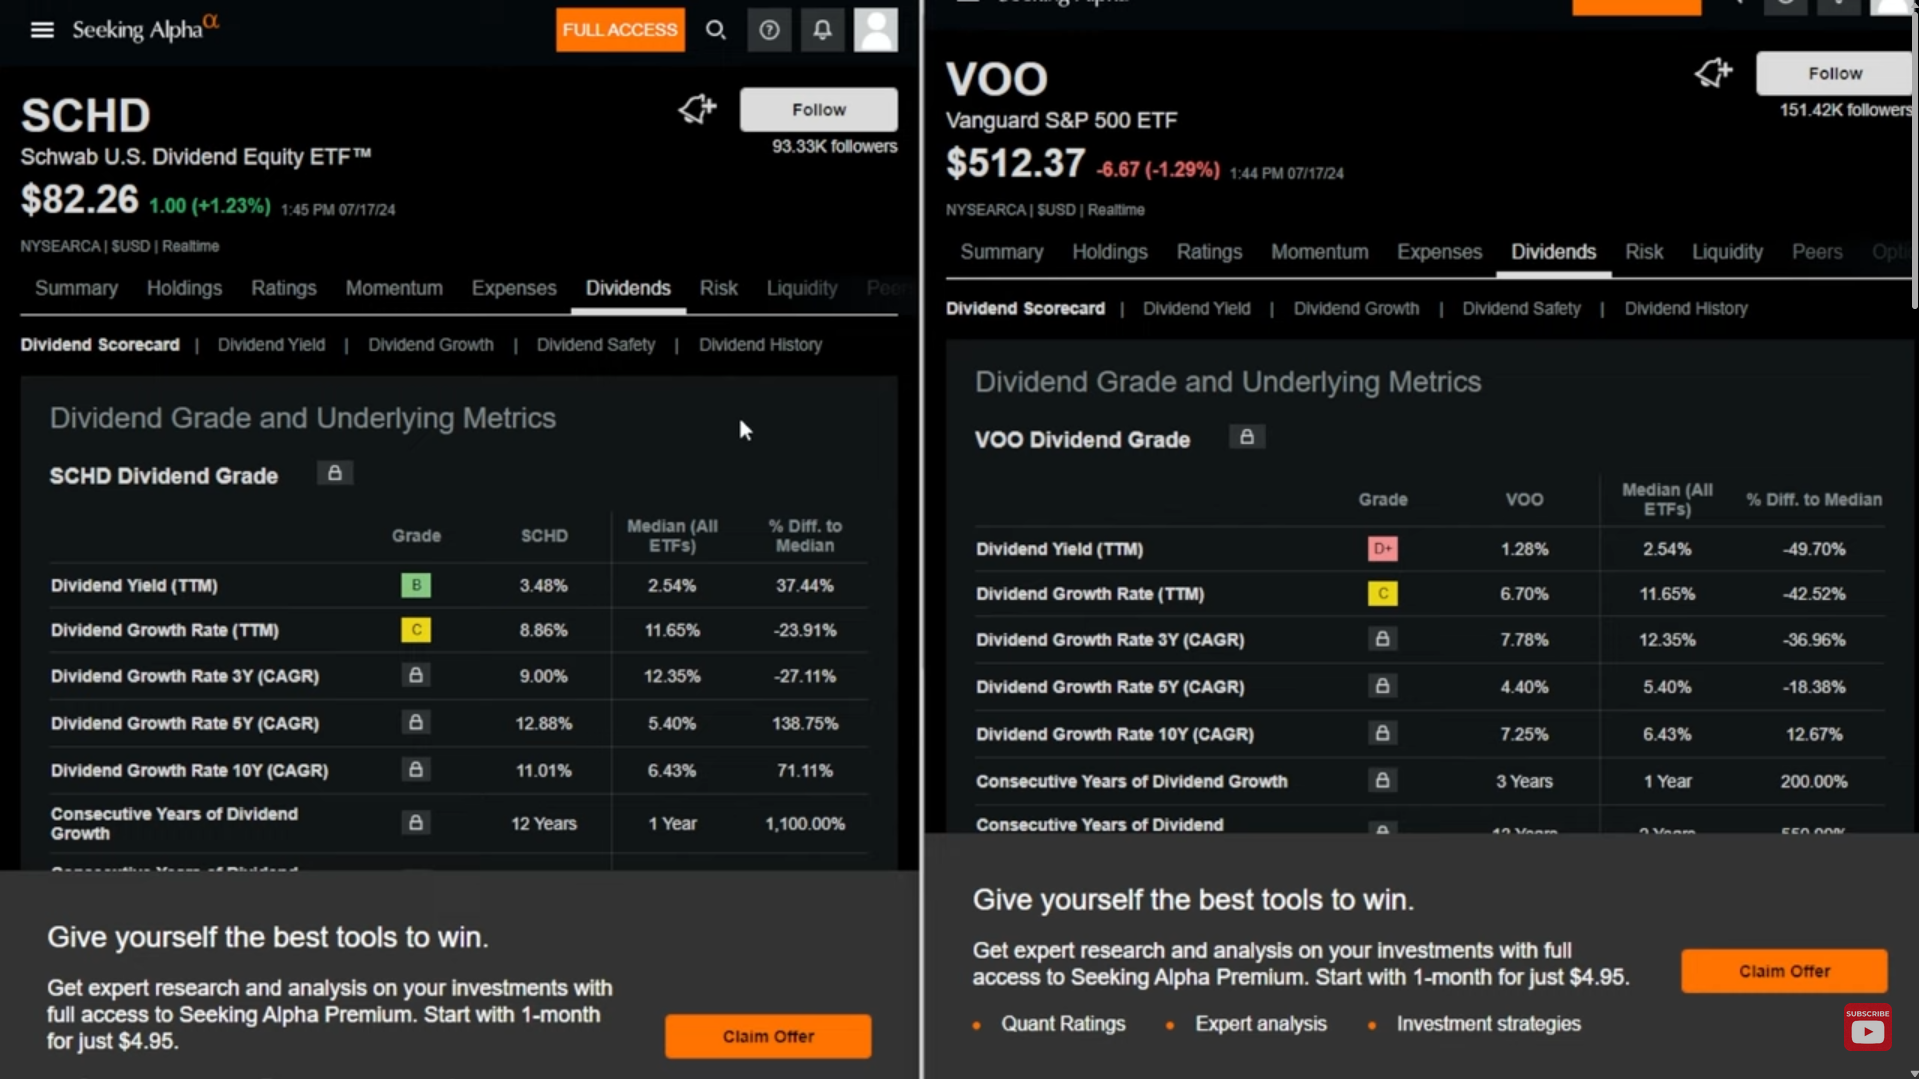 Seeking Alphaα
FULL ACCESS
SCHD
Follow
Schwab U.S. Dividend Equity ETF™
93.33K followers
$82.26 1.00 (+1.23%) 1:45 PM 07/17/24
NYSEARCA | $USD | Realtime
Summary Holdings Ratings Momentum Expenses Dividends Risk Liquidity
Dividend Scorecard | Dividend Yield | Dividend Growth | Dividend Safety | Dividend History
Dividend Grade and Underlying Metrics
SCHD Dividend Grade
Grade SCHD Median (All ETFs) % Diff. to Median
Dividend Yield (TTM) B 3.48% 2.54% 37.44%
Dividend Growth Rate (TTM) C 8.86% 11.65% -23.91%
Dividend Growth Rate 3Y (CAGR) 9.00% 12.35% -27.11%
Dividend Growth Rate 5Y (CAGR) 12.88% 5.40% 138.75%
Dividend Growth Rate 10Y (CAGR) 11.01% 6.43% 71.11%
Consecutive Years of Dividend
Growth 12 Years 1 Year 1,100.00%
Give yourself the best tools to win.
Get expert research and analysis on your investments with
full access to Seeking Alpha Premium. Start with 1-month
for just $4.95.
Claim Offer
VOO
Follow
Vanguard S&P 500 ETF
151.42K followers
$512.37 -6.67 (-1.29%) 1:44 PM 07/17/24
NYSEARCA | $USD | Realtime
Summary Holdings Ratings Momentum Expenses Dividends Risk Liquidity Peers
Dividend Scorecard | Dividend Yield | Dividend Growth | Dividend Safety | Dividend History
Dividend Grade and Underlying Metrics
VOO Dividend Grade
Grade VOO Median (All ETFs) % Diff. to Median
Dividend Yield (TTM) D+ 1.28% 2.54% -49.70%
Dividend Growth Rate (TTM) C 6.70% 11.65% -42.52%
Dividend Growth Rate 3Y (CAGR) 7.78% 12.35% -36.96%
Dividend Growth Rate 5Y (CAGR) 4.40% 5.40% -18.38%
Dividend Growth Rate 10Y (CAGR) 7.25% 6.43% 12.67%
Consecutive Years of Dividend Growth 3 Years 1 Year 200.00%
Consecutive Years of Dividend
Give yourself the best tools to win.
Get expert research and analysis on your investments with full
access to Seeking Alpha Premium. Start with 1-month for just $4.95.
Claim Offer
• Quant Ratings • Expert analysis • Investment strategies
SUBSCRIBE